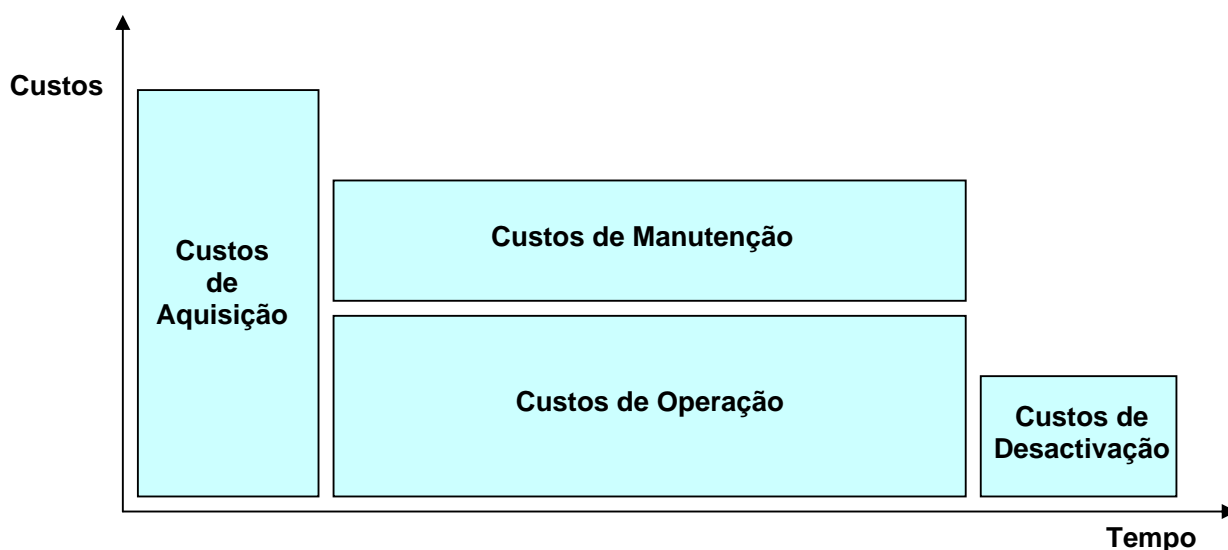 Custos
Custos
de
Aquisição
Custos de Manutenção
Custos de Operação
Custos de
Desactivação
Tempo